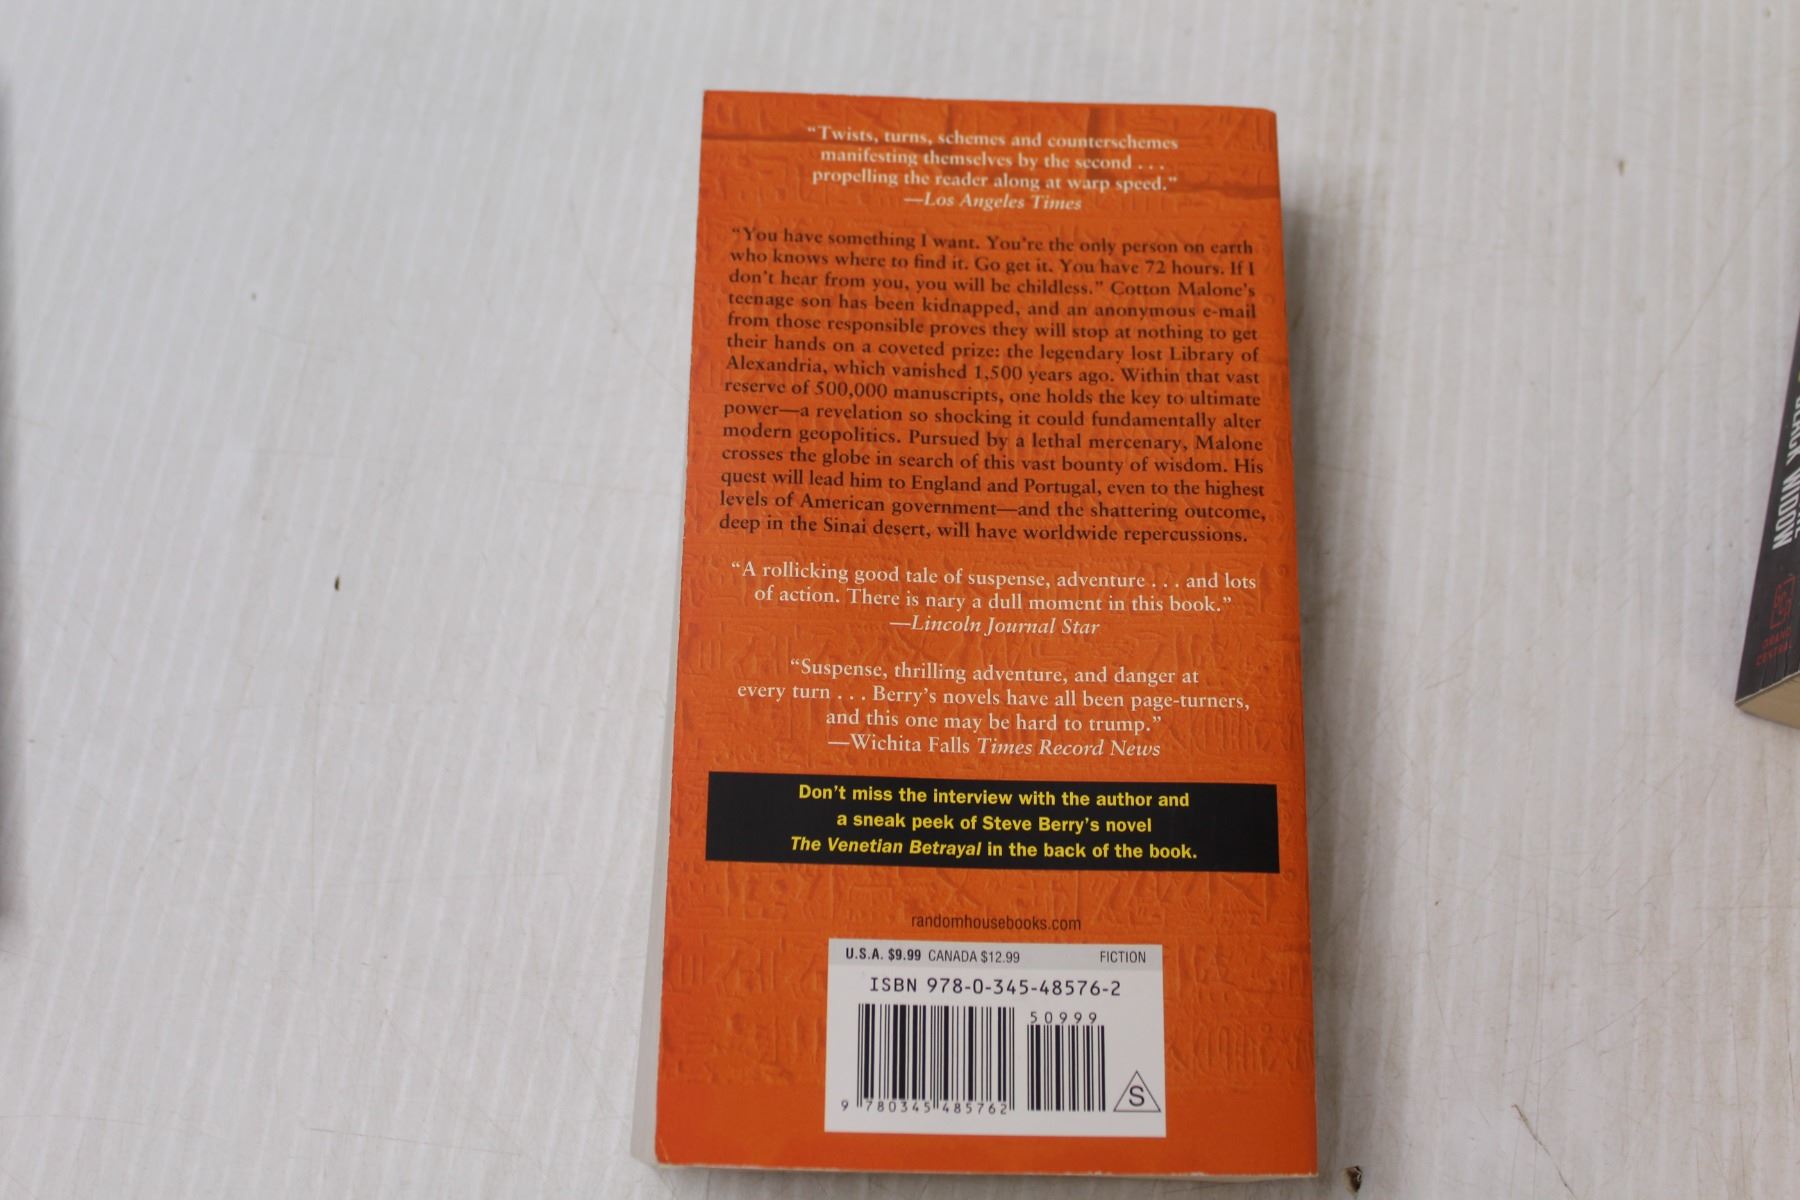 “Twists, turns, schemes and counterschemes
manifesting themselves by the second . . .
propelling the reader along at warp speed.”
—Los Angeles Times
“You have something I want. You’re the only person on earth
who knows where to find it. Go get it. You have 72 hours. If I
don’t hear from you, you will be childless.” Cotton Malone’s
teenage son has been kidnapped, and an anonymous e-mail
from those responsible proves they will stop at nothing to get
their hands on a coveted prize: the legendary lost Library of
Alexandria, which vanished 1,500 years ago. Within that vast
reserve of 500,000 manuscripts, one holds the key to ultimate
power—a revelation so shocking it could fundamentally alter
modern geopolitics. Pursued by a lethal mercenary, Malone
crosses the globe in search of this vast bounty of wisdom. His
quest will lead him to England and Portugal, even to the highest
levels of American government—and the shattering outcome,
deep in the Sinai desert, will have worldwide repercussions.
“A rollicking good tale of suspense, adventure . . . and lots
of action. There is nary a dull moment in this book.”
—Lincoln Journal Star
“Suspense, thrilling adventure, and danger at
every turn . . . Berry’s novels have all been page-turners,
and this one may be hard to trump.”
—Wichita Falls Times Record News
Don’t miss the interview with the author and
a sneak peek of Steve Berry’s novel
The Venetian Betrayal in the back of the book.
randomhousebooks.com
U.S.A. $9.99 CANADA $12.99 FICTION
ISBN 978-0-345-48576-2
50999
9 780345 485762
S
WIDOW
GRAND
CENTRAL